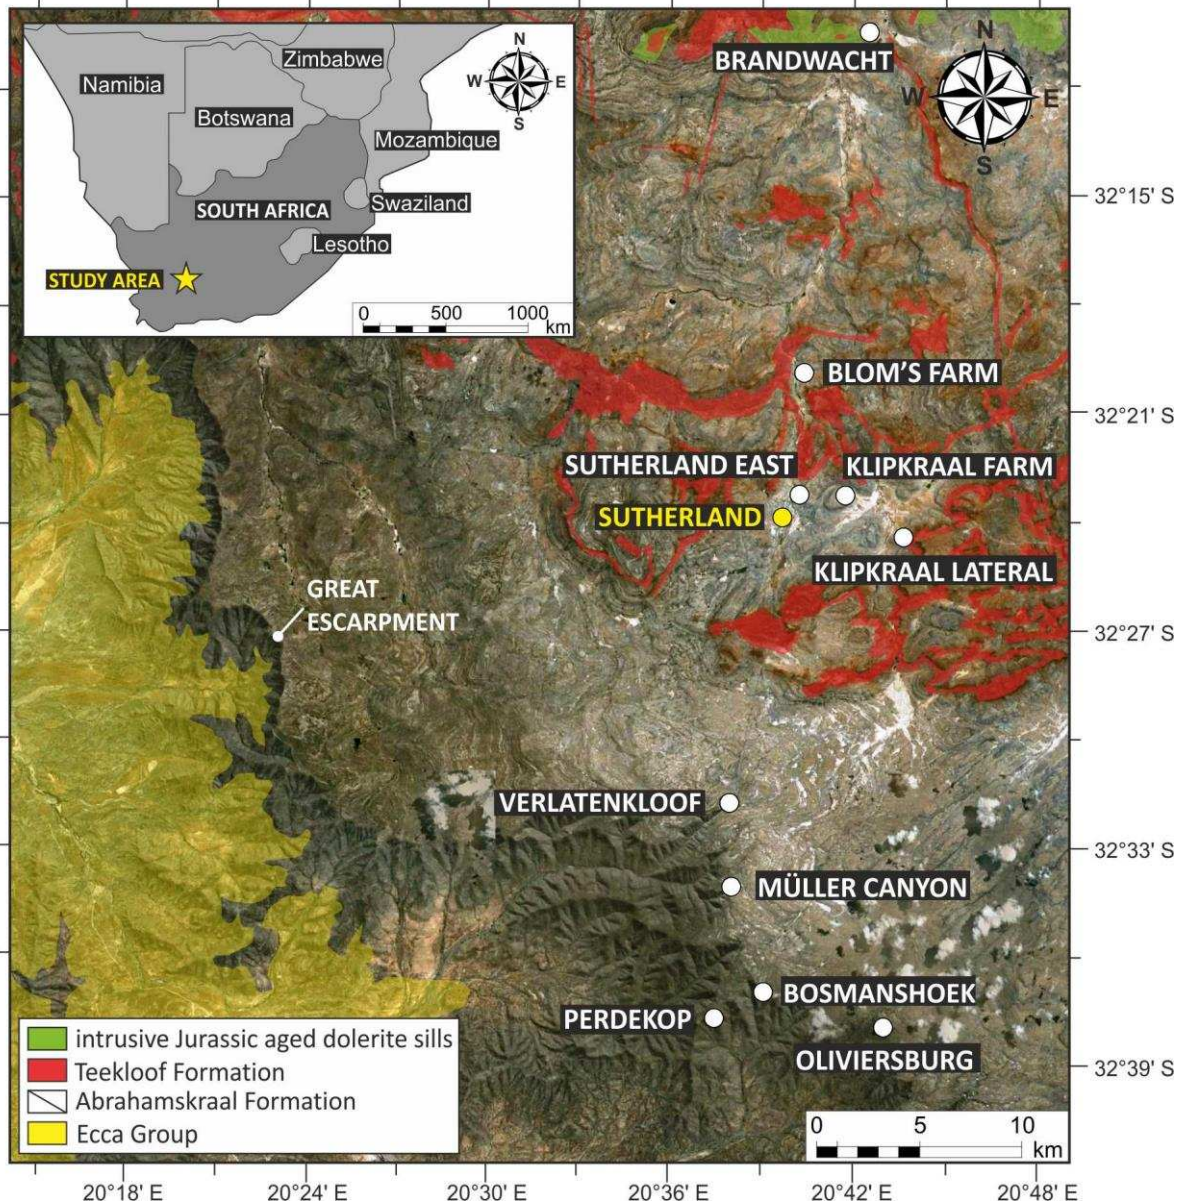 N
W
E
S
Namibia
Zimbabwe
Botswana
Mozambique
SOUTH AFRICA
Swaziland
Lesotho
STUDY AREA
0 500 1000
km
BRANDWACHT
N
W
E
S
32°15' S
BLOM'S FARM
32°21' S
SUTHERLAND EAST
KLIPKRAAL FARM
SUTHERLAND
KLIPKRAAL LATERAL
GREAT
ESCARPMENT
32°27' S
VERLATENKLOOF
32°33' S
MÜLLER CANYON
BOSMANSHOEK
PERDEKOP
OLIVIERSBURG
32°39' S
intrusive Jurassic aged dolerite sills
Teekloof Formation
Abrahamskraal Formation
Ecca Group
0 5 10
km
20°18' E 20°24' E 20°30' E 20°36' E 20°42' E 20°48' E